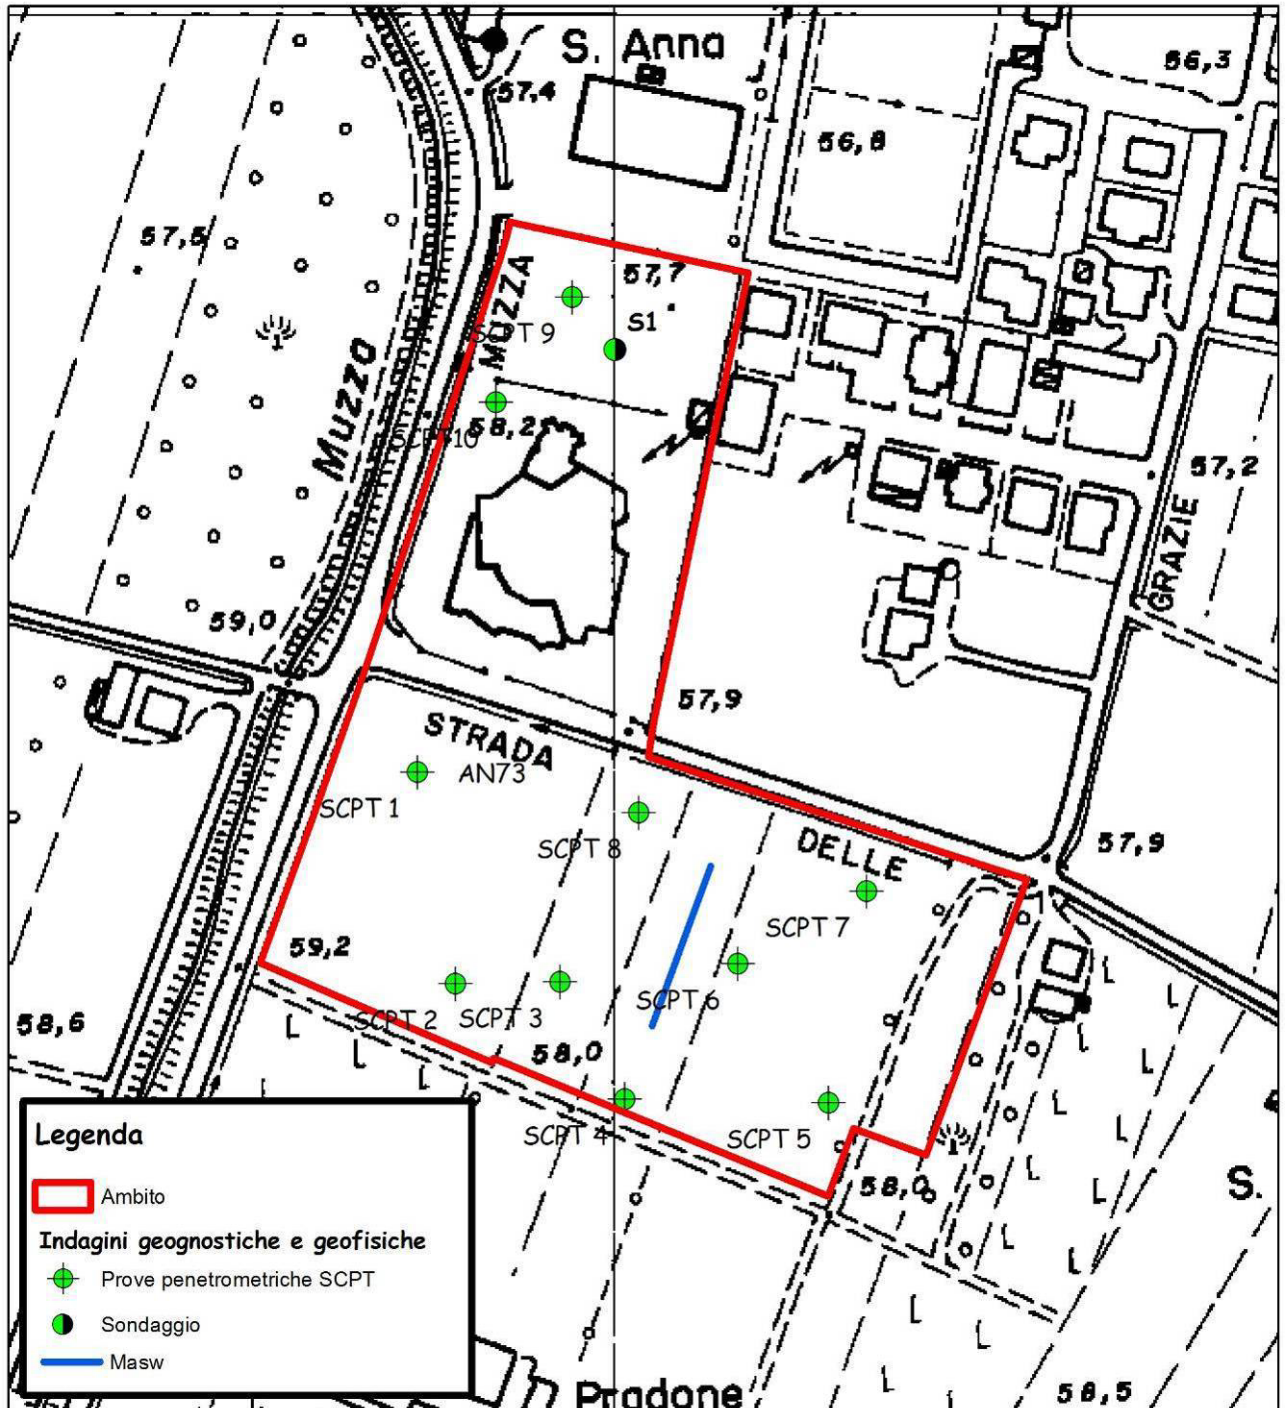 S. Anna
56,3
57,4
56,8
57,5
57,7
MUZZA
SCPT 9
S1
Muzzo
58,2
SCPT10
57,2
GRAZIE
59,0
57,9
STRADA
AN73
SCPT 1
SCPT 8
DELLE
57,9
SCPT 7
59,2
SCPT 6
58,6
SCPT 2
SCPT 3
58,0
SCPT 4
SCPT 5
58,0
S.
Legenda
Ambito
Indagini geognostiche e geofisiche
Prove penetrometriche SCPT
Sondaggio
Masw
Pradone
58,5